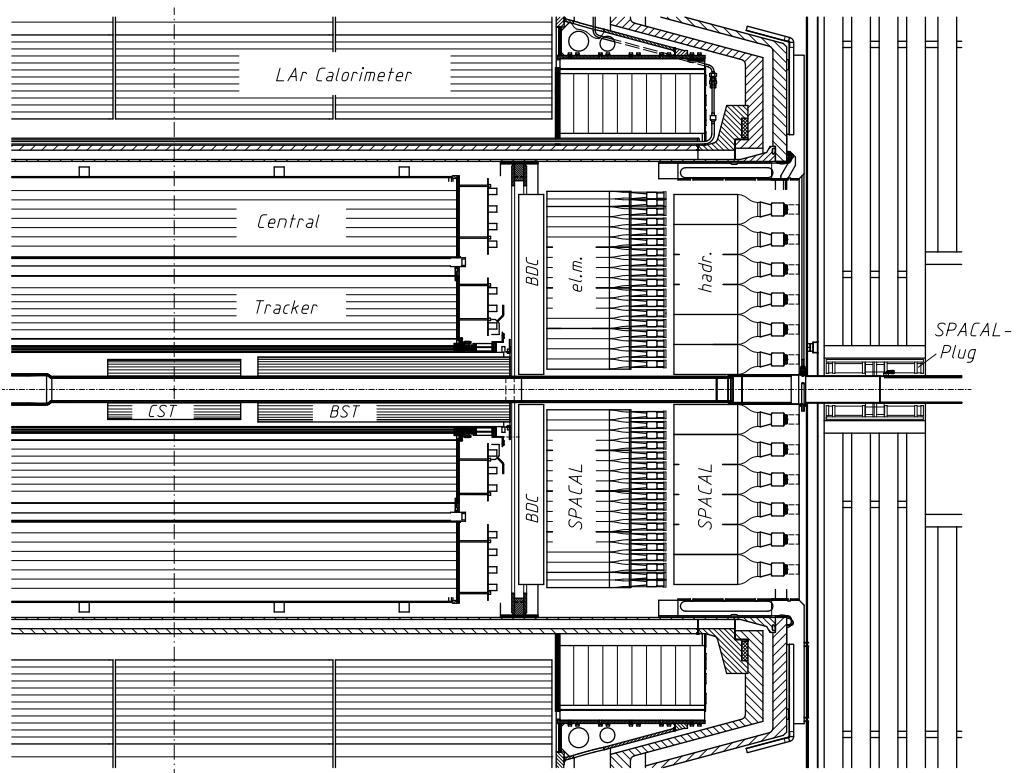 LAr Calorimeter
Central
Tracker
BDC
el.m.
hadr.
SPACAL-
Plug
CST
BST
BDC
SPACAL
SPACAL